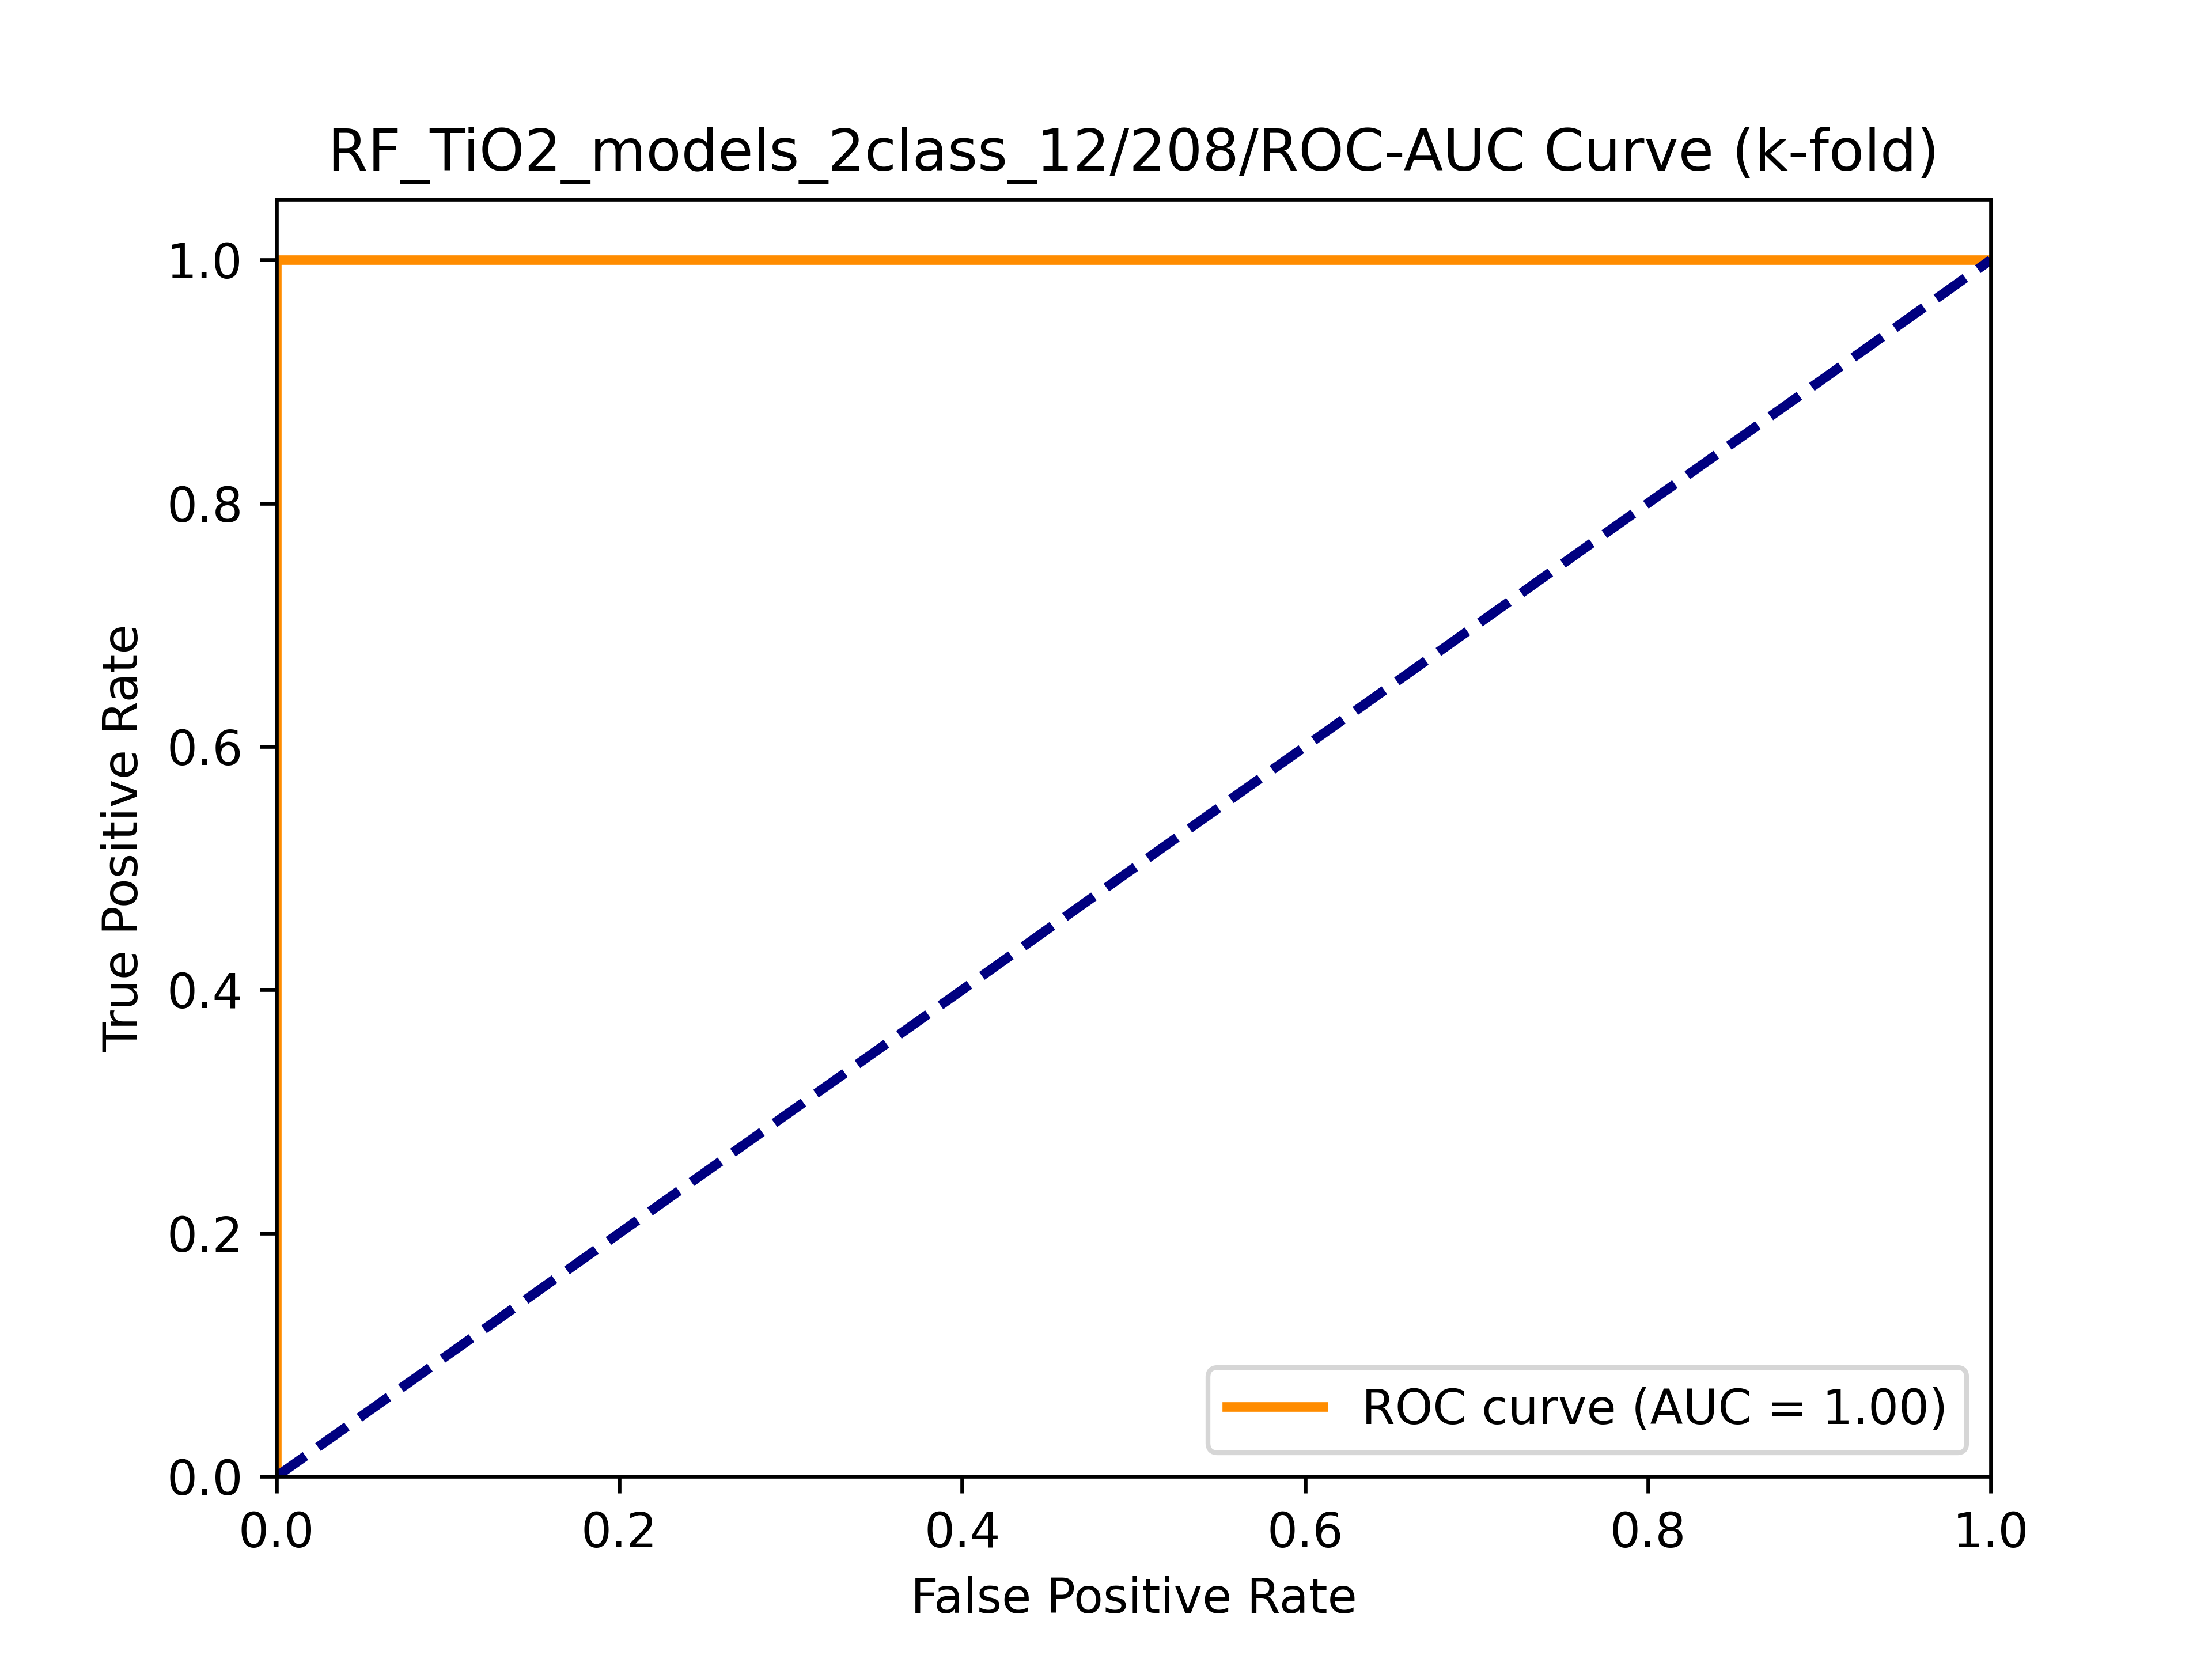 RF_TiO2_models_2class_12/208/ROC-AUC Curve (k-fold)
True Positive Rate
1.0
0.8
0.6
0.4
0.2
0.0
ROC curve (AUC = 1.00)
0.0 0.2 0.4 0.6 0.8 1.0
False Positive Rate